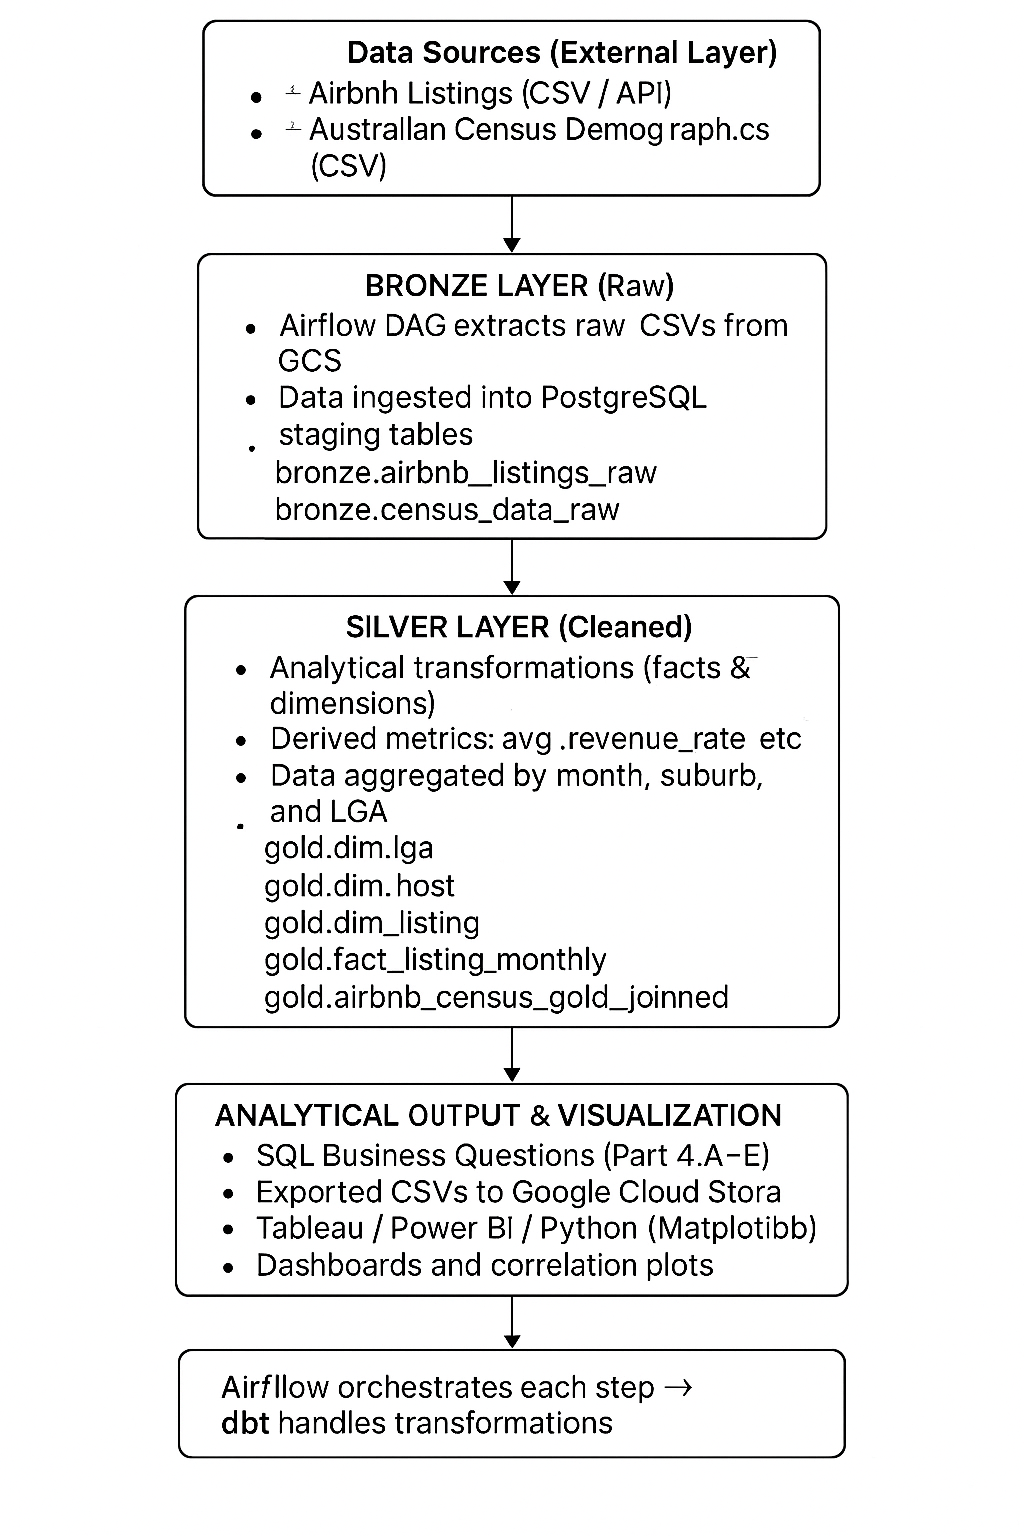 Data Sources (External Layer)
• Airbnh Listings (CSV / API)
• Australlan Census Demog raph.cs
(CSV)
BRONZE LAYER (Raw)
• Airflow DAG extracts raw CSVs from
GCS
• Data ingested into PostgreSQL
staging tables
bronze.airbnb__listings_raw
bronze.census_data_raw
SILVER LAYER (Cleaned)
• Analytical transformations (facts &
dimensions)
• Derived metrics: avg .revenue_rate etc
• Data aggregated by month, suburb,
and LGA
gold.dim.lga
gold.dim.host
gold.dim_listing
gold.fact_listing_monthly
gold.airbnb_census_gold_joinned
ANALYTICAL OUTPUT & VISUALIZATION
• SQL Business Questions (Part 4.A–E)
• Exported CSVs to Google Cloud Stora
• Tableau / Power BI / Python (Matplotibb)
• Dashboards and correlation plots
Airfllow orchestrates each step →
dbt handles transformations